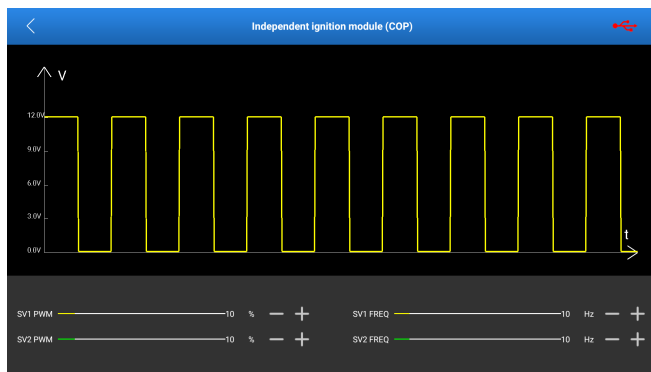 Independent ignition module (COP)
V
12.0V
9.0V
6.0V
3.0V
0.0V
t
SV1 PWM 10 % SV1 FREQ 10 Hz
SV2 PWM 10 % SV2 FREQ 10 Hz